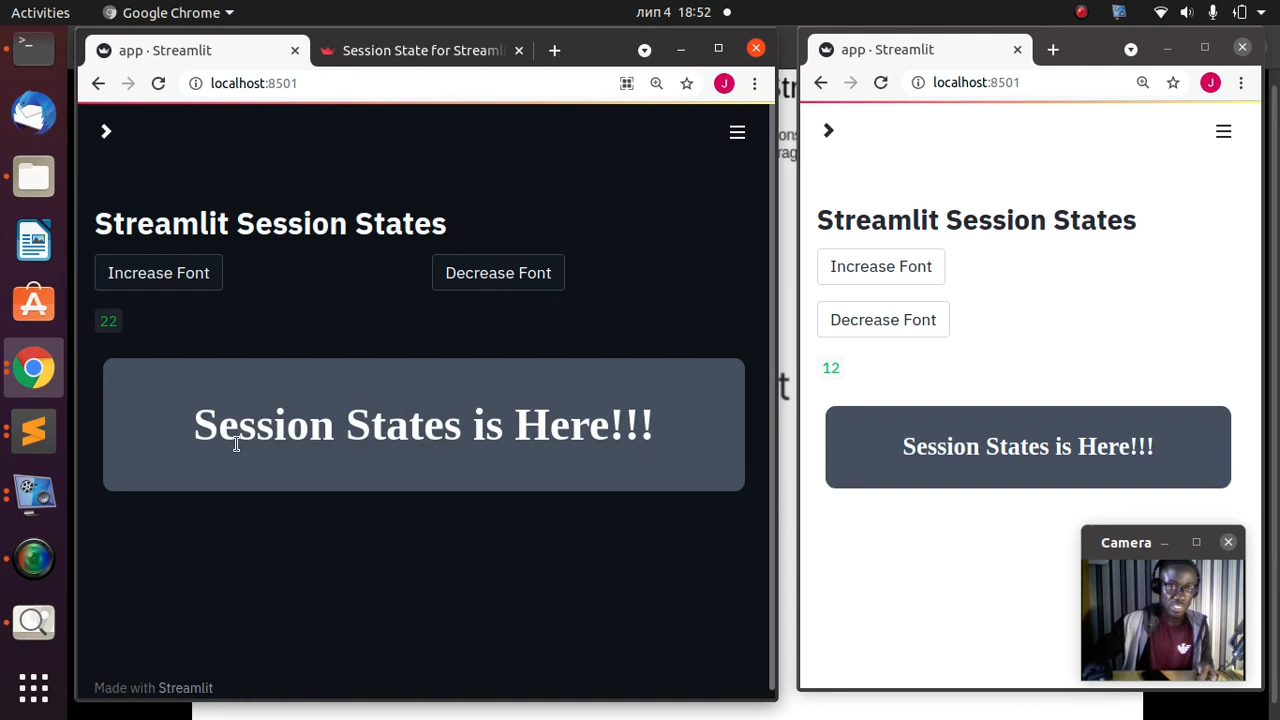 Activities
Google Chrome
лип 4 18:52
app · Streamlit
Session State for Streaml
localhost:8501
J
Streamlit Session States
Increase Font
Decrease Font
22
Session States is Here!!!
Made with Streamlit
app · Streamlit
localhost:8501
J
Streamlit Session States
Increase Font
Decrease Font
12
Session States is Here!!!
Camera